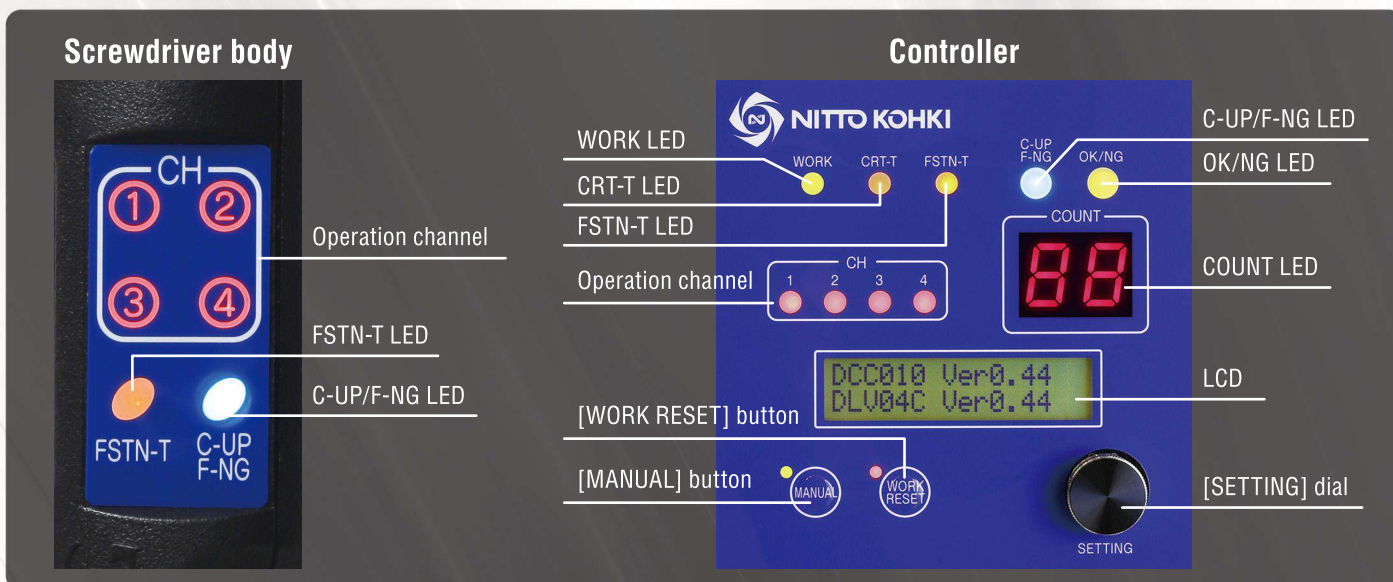 Screwdriver body
CH
1 2
3 4
FSTN-T
C-UP
F-NG
Operation channel
FSTN-T LED
C-UP/F-NG LED
Controller
NITTO KOHKI
WORK LED
CRT-T LED
FSTN-T LED
Operation channel
[WORK RESET] button
[MANUAL] button
WORK CRT-T FSTN-T
C-UP
F-NG
OK/NG
COUNT
88
CH
1 2 3 4
DCC010 Ver0.44
DLV04C Ver0.44
MANUAL
WORK
RESET
SETTING
C-UP/F-NG LED
OK/NG LED
COUNT LED
LCD
[SETTING] dial